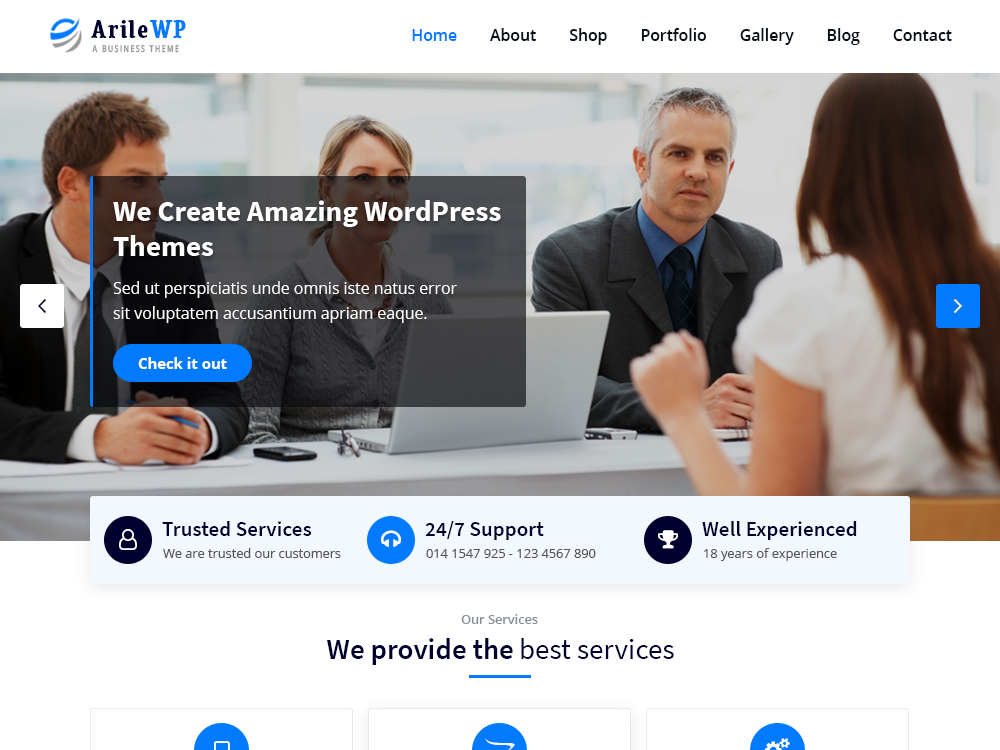 ArileWP
A BUSINESS THEME
Home About Shop Portfolio Gallery Blog Contact
We Create Amazing WordPress
Themes
Sed ut perspiciatis unde omnis iste natus error
sit voluptatem accusantium apriam eaque.
Check it out
Trusted Services
We are trusted our customers
24/7 Support
014 1547 925 - 123 4567 890
Well Experienced
18 years of experience
Our Services
We provide the best services